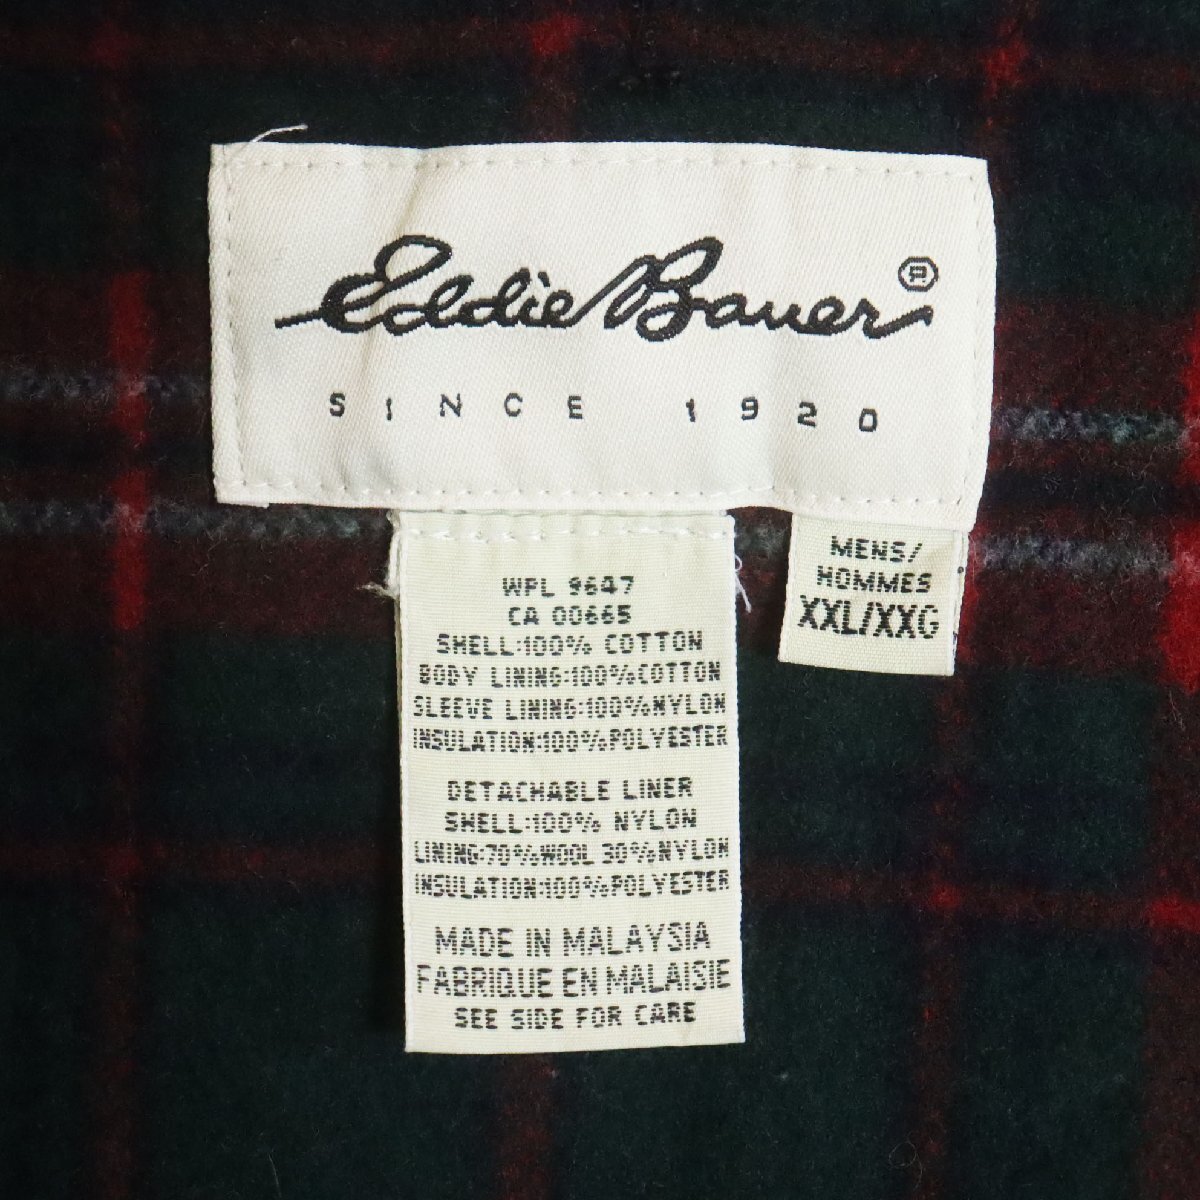 Eddie Bauer®
SINCE 1920
MENS/
HOMMES
XXL/XXG
WPL 9647
CA 00665
SHELL:100% COTTON
BODY LINING:100%COTTON
SLEEVE LINING:100%NYLON
INSULATION:100%POLYESTER
DETACHABLE LINER
SHELL:100% NYLON
LINING:70%WOOL 30%NYLON
INSULATION:100%POLYESTER
MADE IN MALAYSIA
FABRIQUE EN MALAISIE
SEE SIDE FOR CARE